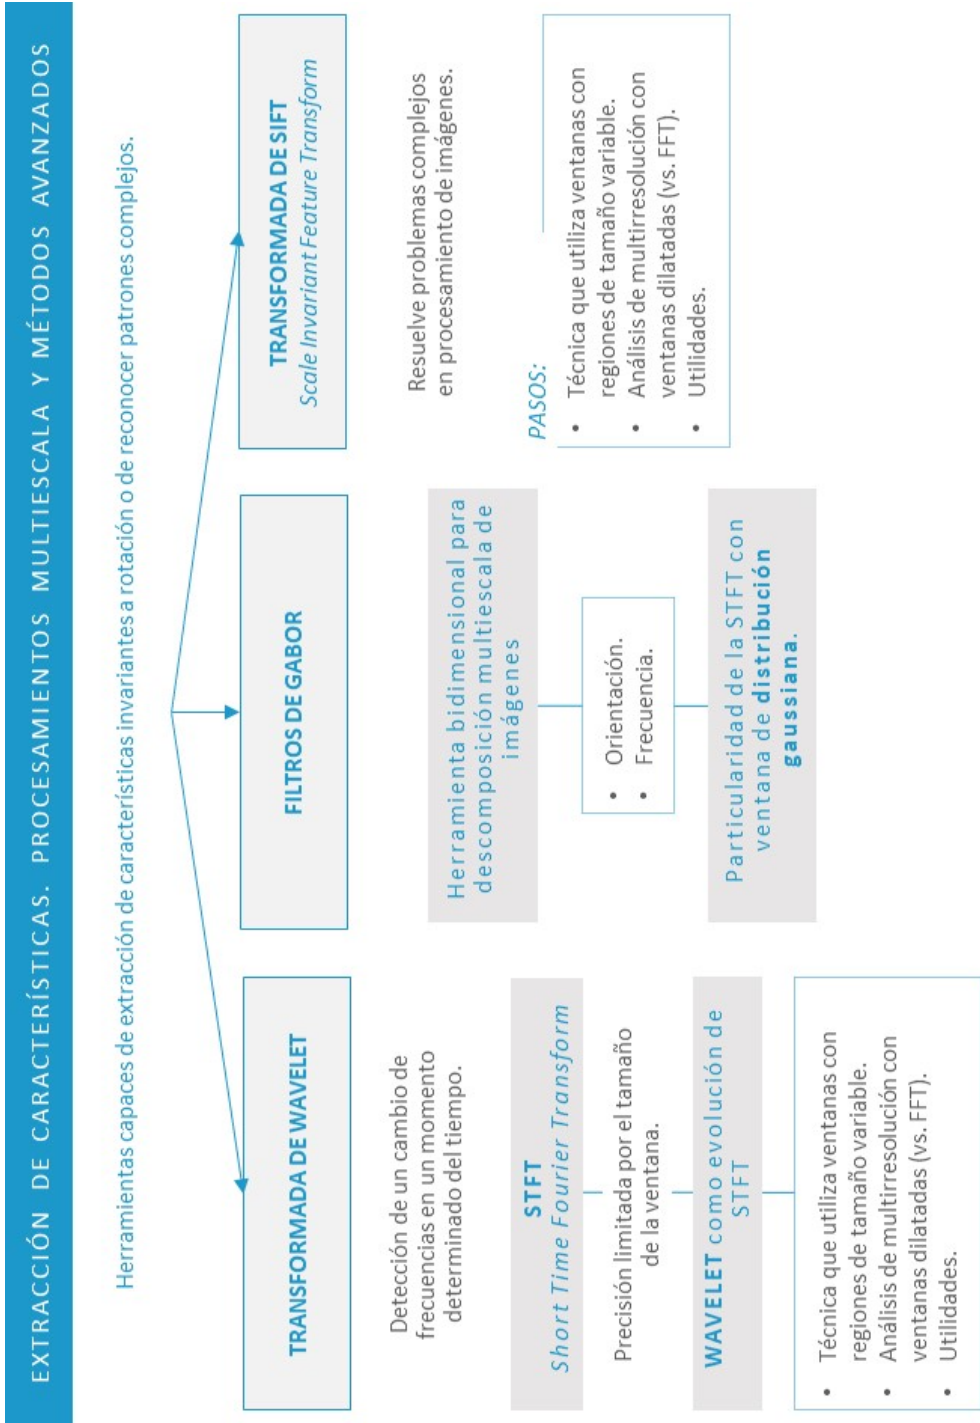 EXTRACCIÓN DE CARACTERÍSTICAS. PROCESAMIENTOS MULTIESCALA Y MÉTODOS AVANZADOS
Herramientas capaces de extracción de características invariantes a rotación o de reconocer patrones complejos.
TRANSFORMADA DE WAVELET
Detección de un cambio de
frecuencias en un momento
determinado del tiempo.
STFT
Short Time Fourier Transform
Precisión limitada por el tamaño
de la ventana.
WAVELET como evolución de
STFT
• Técnica que utiliza ventanas con
regiones de tamaño variable.
• Análisis de multirresolución con
ventanas dilatadas (vs. FFT).
• Utilidades.
FILTROS DE GABOR
Herramienta bidimensional para
descomposición multiescala de
imágenes
• Orientación.
• Frecuencia.
Particularidad de la STFT con
ventana de distribución
gaussiana.
TRANSFORMADA DE SIFT
Scale Invariant Feature Transform
Resuelve problemas complejos
en procesamiento de imágenes.
PASOS:
• Técnica que utiliza ventanas con
regiones de tamaño variable.
• Análisis de multirresolución con
ventanas dilatadas (vs. FFT).
• Utilidades.